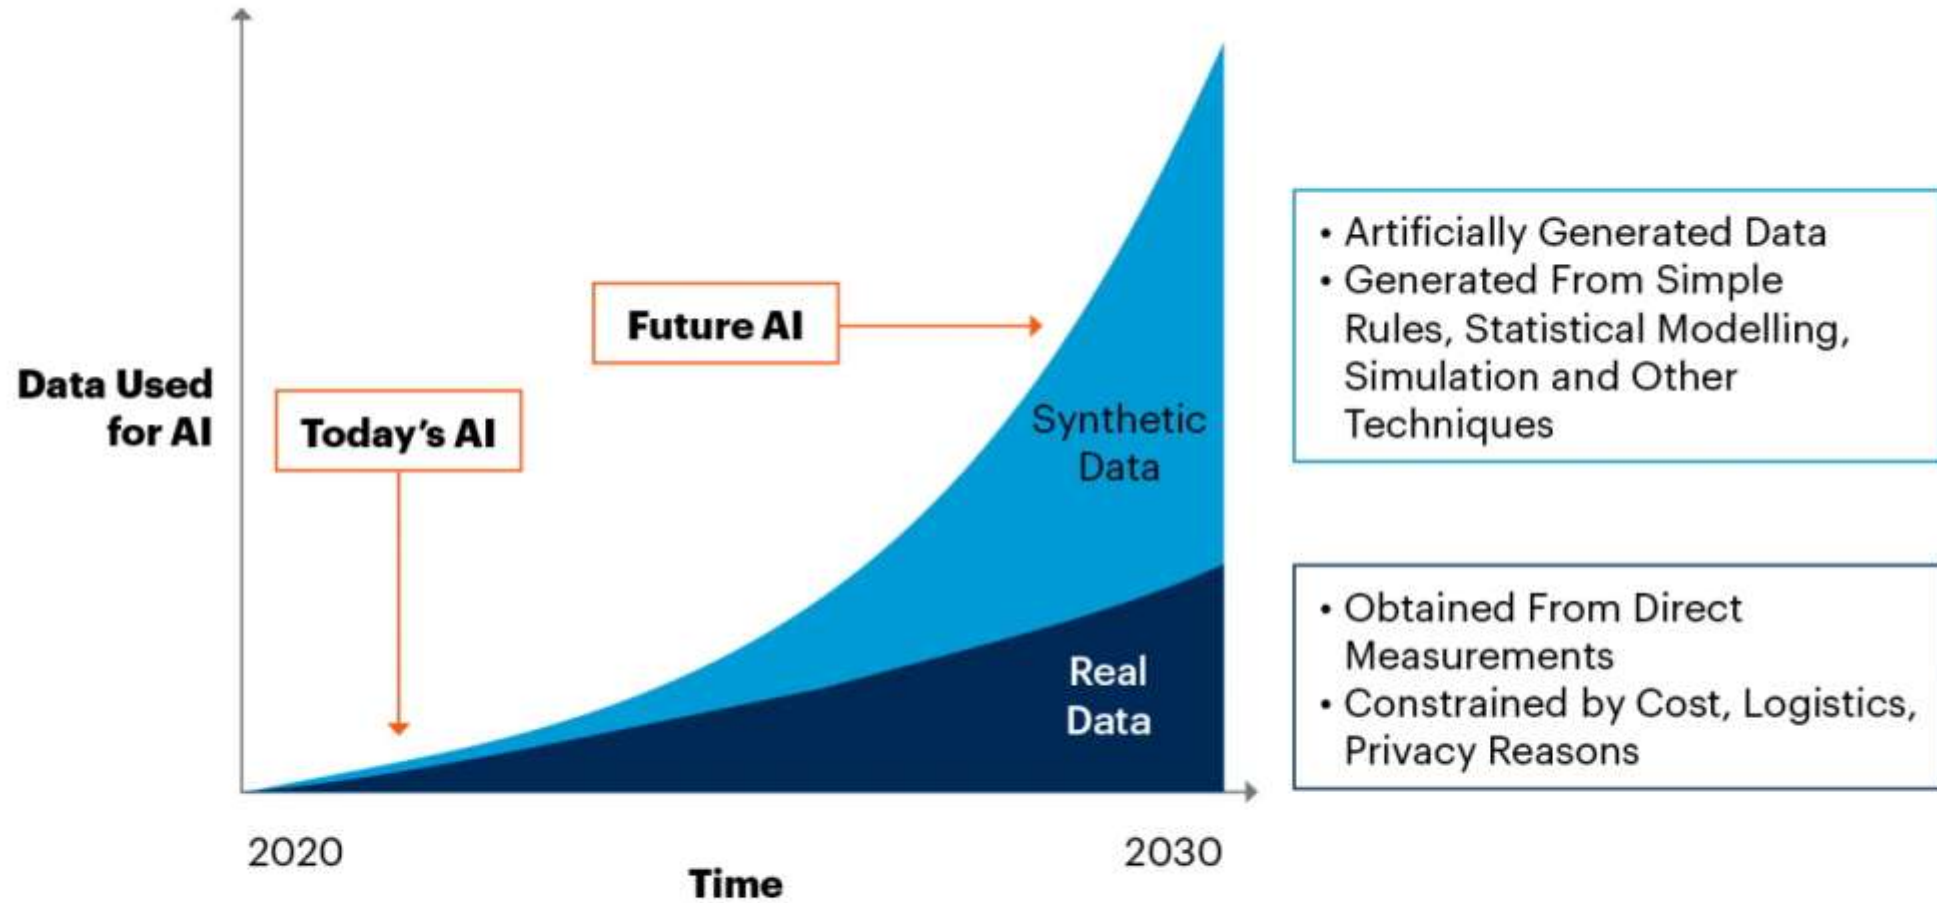 Data Used
for AI
Today's AI
Future AI
Synthetic
Data
Real
Data
2020
2030
Time
• Artificially Generated Data
• Generated From Simple
Rules, Statistical Modelling,
Simulation and Other
Techniques
• Obtained From Direct
Measurements
• Constrained by Cost, Logistics,
Privacy Reasons